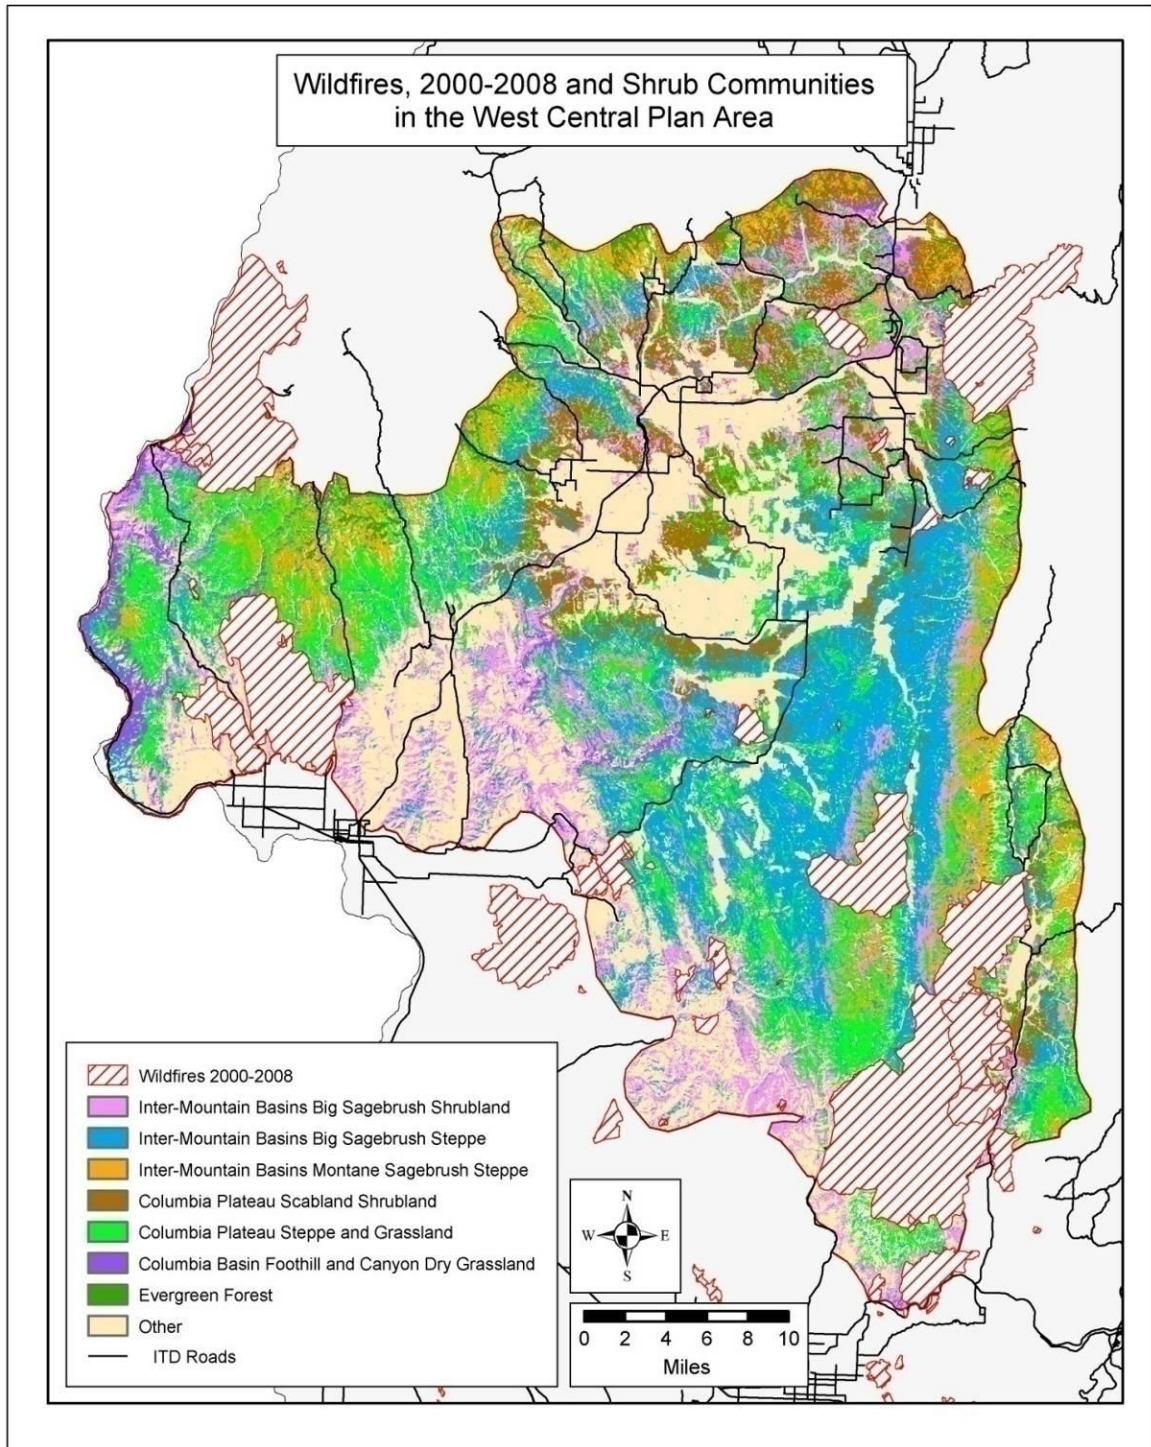 Wildfires, 2000-2008 and Shrub Communities
in the West Central Plan Area
Wildfires 2000-2008
Inter-Mountain Basins Big Sagebrush Shrubland
Inter-Mountain Basins Big Sagebrush Steppe
Inter-Mountain Basins Montane Sagebrush Steppe
Columbia Plateau Scabland Shrubland
Columbia Plateau Steppe and Grassland
Columbia Basin Foothill and Canyon Dry Grassland
Evergreen Forest
Other
ITD Roads
N
W E
S
0 2 4 6 8 10
Miles